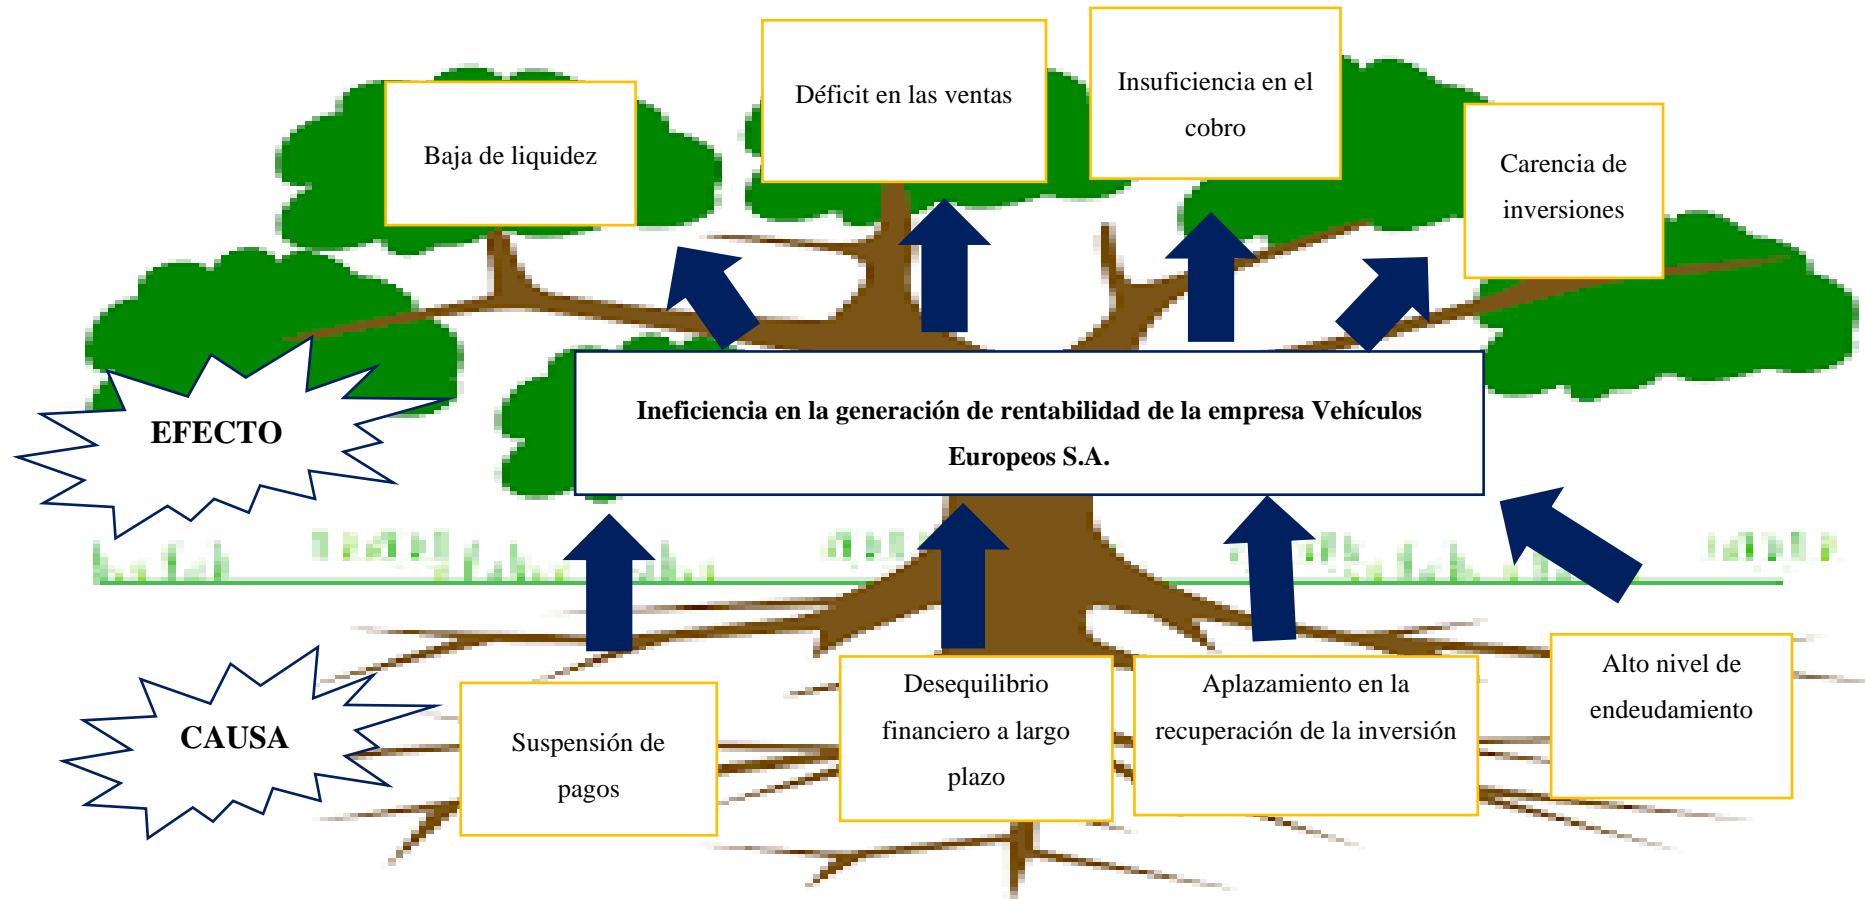 Baja de liquidez
Déficit en las ventas
Insuficiencia en el
cobro
Carencia de
inversiones
EFECTO
Ineficiencia en la generación de rentabilidad de la empresa Vehículos
Europeos S.A.
CAUSA
Suspensión de
pagos
Desequilibrio
financiero a largo
plazo
Aplazamiento en la
recuperación de la inversión
Alto nivel de
endeudamiento